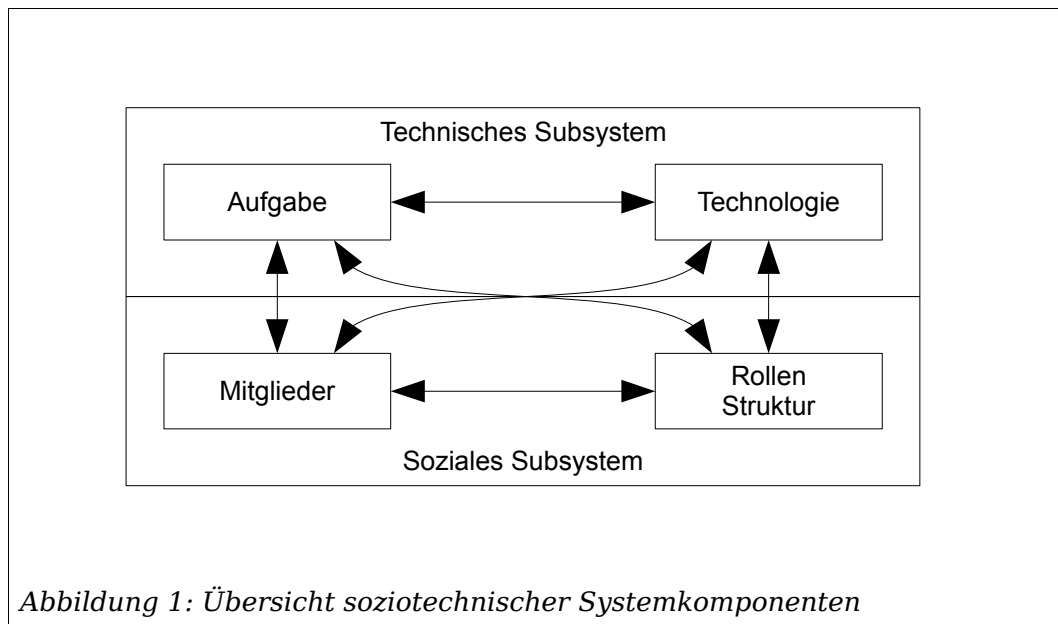 Technisches Subsystem
Aufgabe
Technologie
Mitglieder
Rollen
Struktur
Soziales Subsystem
Abbildung 1: Übersicht soziotechnischer Systemkomponenten